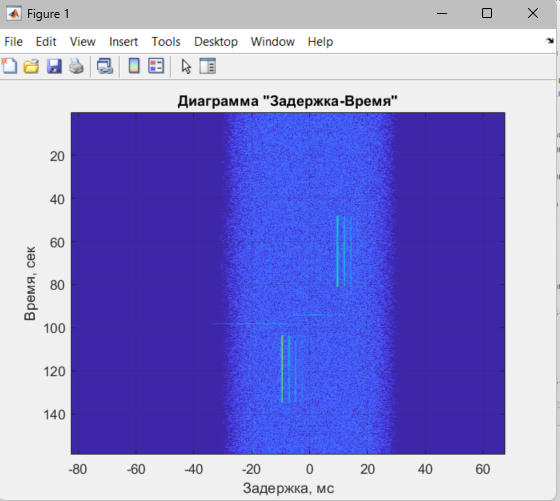 Figure 1
File Edit View Insert Tools Desktop Window Help
Диаграмма "Задержка-Время"
20
40
60
80
100
120
140
Время, сек
-80 -60 -40 -20 0 20 40 60
Задержка, мс